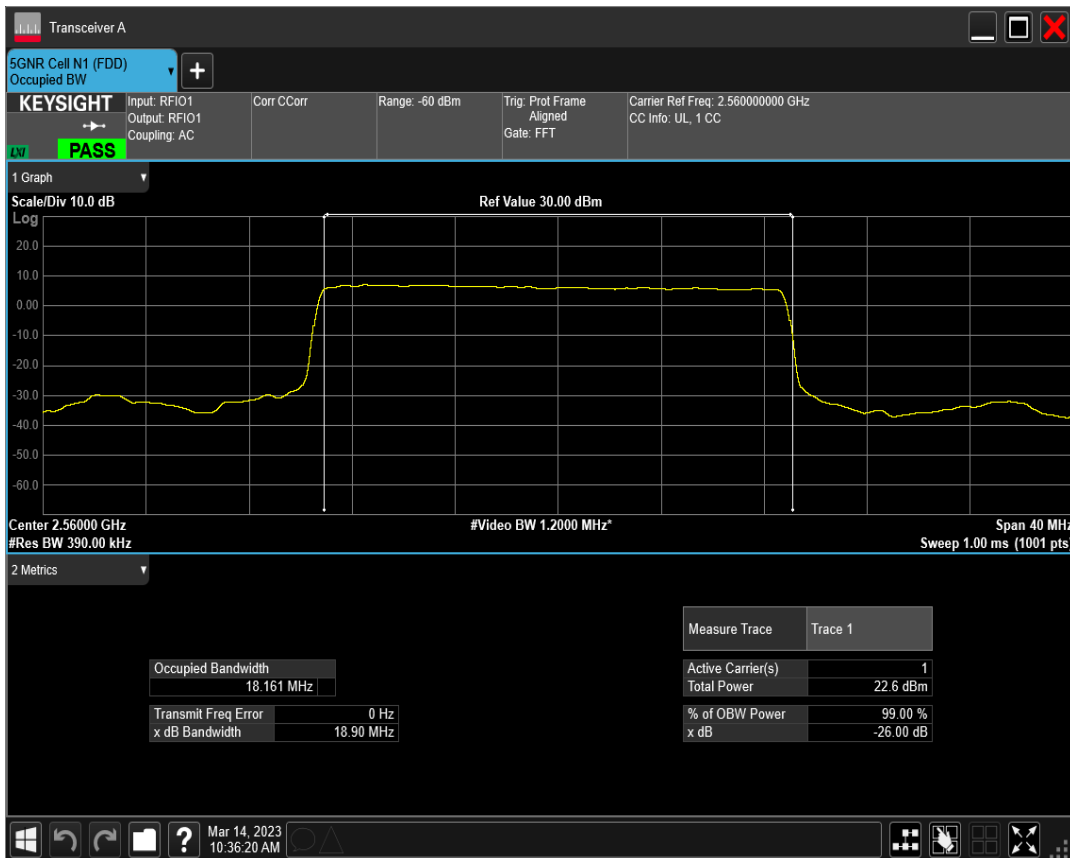 Transceiver A
5GNR Cell N1 (FDD)
Occupied BW
KEYSIGHT
LXI
PASS
Input: RFIO1
Output: RFIO1
Coupling: AC
Corr CCorr
Range: -60 dBm
Trig: Prot Frame
Aligned
Gate: FFT
Carrier Ref Freq: 2.560000000 GHz
CC Info: UL, 1 CC
1 Graph
Scale/Div 10.0 dB
Ref Value 30.00 dBm
Log
20.0
10.0
0.00
-10.0
-20.0
-30.0
-40.0
-50.0
-60.0
Center 2.56000 GHz
#Video BW 1.2000 MHz*
Span 40 MHz
#Res BW 390.00 kHz
Sweep 1.00 ms (1001 pts)
2 Metrics
Measure Trace Trace 1
Occupied Bandwidth
18.161 MHz
Transmit Freq Error 0 Hz
x dB Bandwidth 18.90 MHz
Active Carrier(s) 1
Total Power 22.6 dBm
% of OBW Power 99.00 %
x dB -26.00 dB
?
Mar 14, 2023
10:36:20 AM